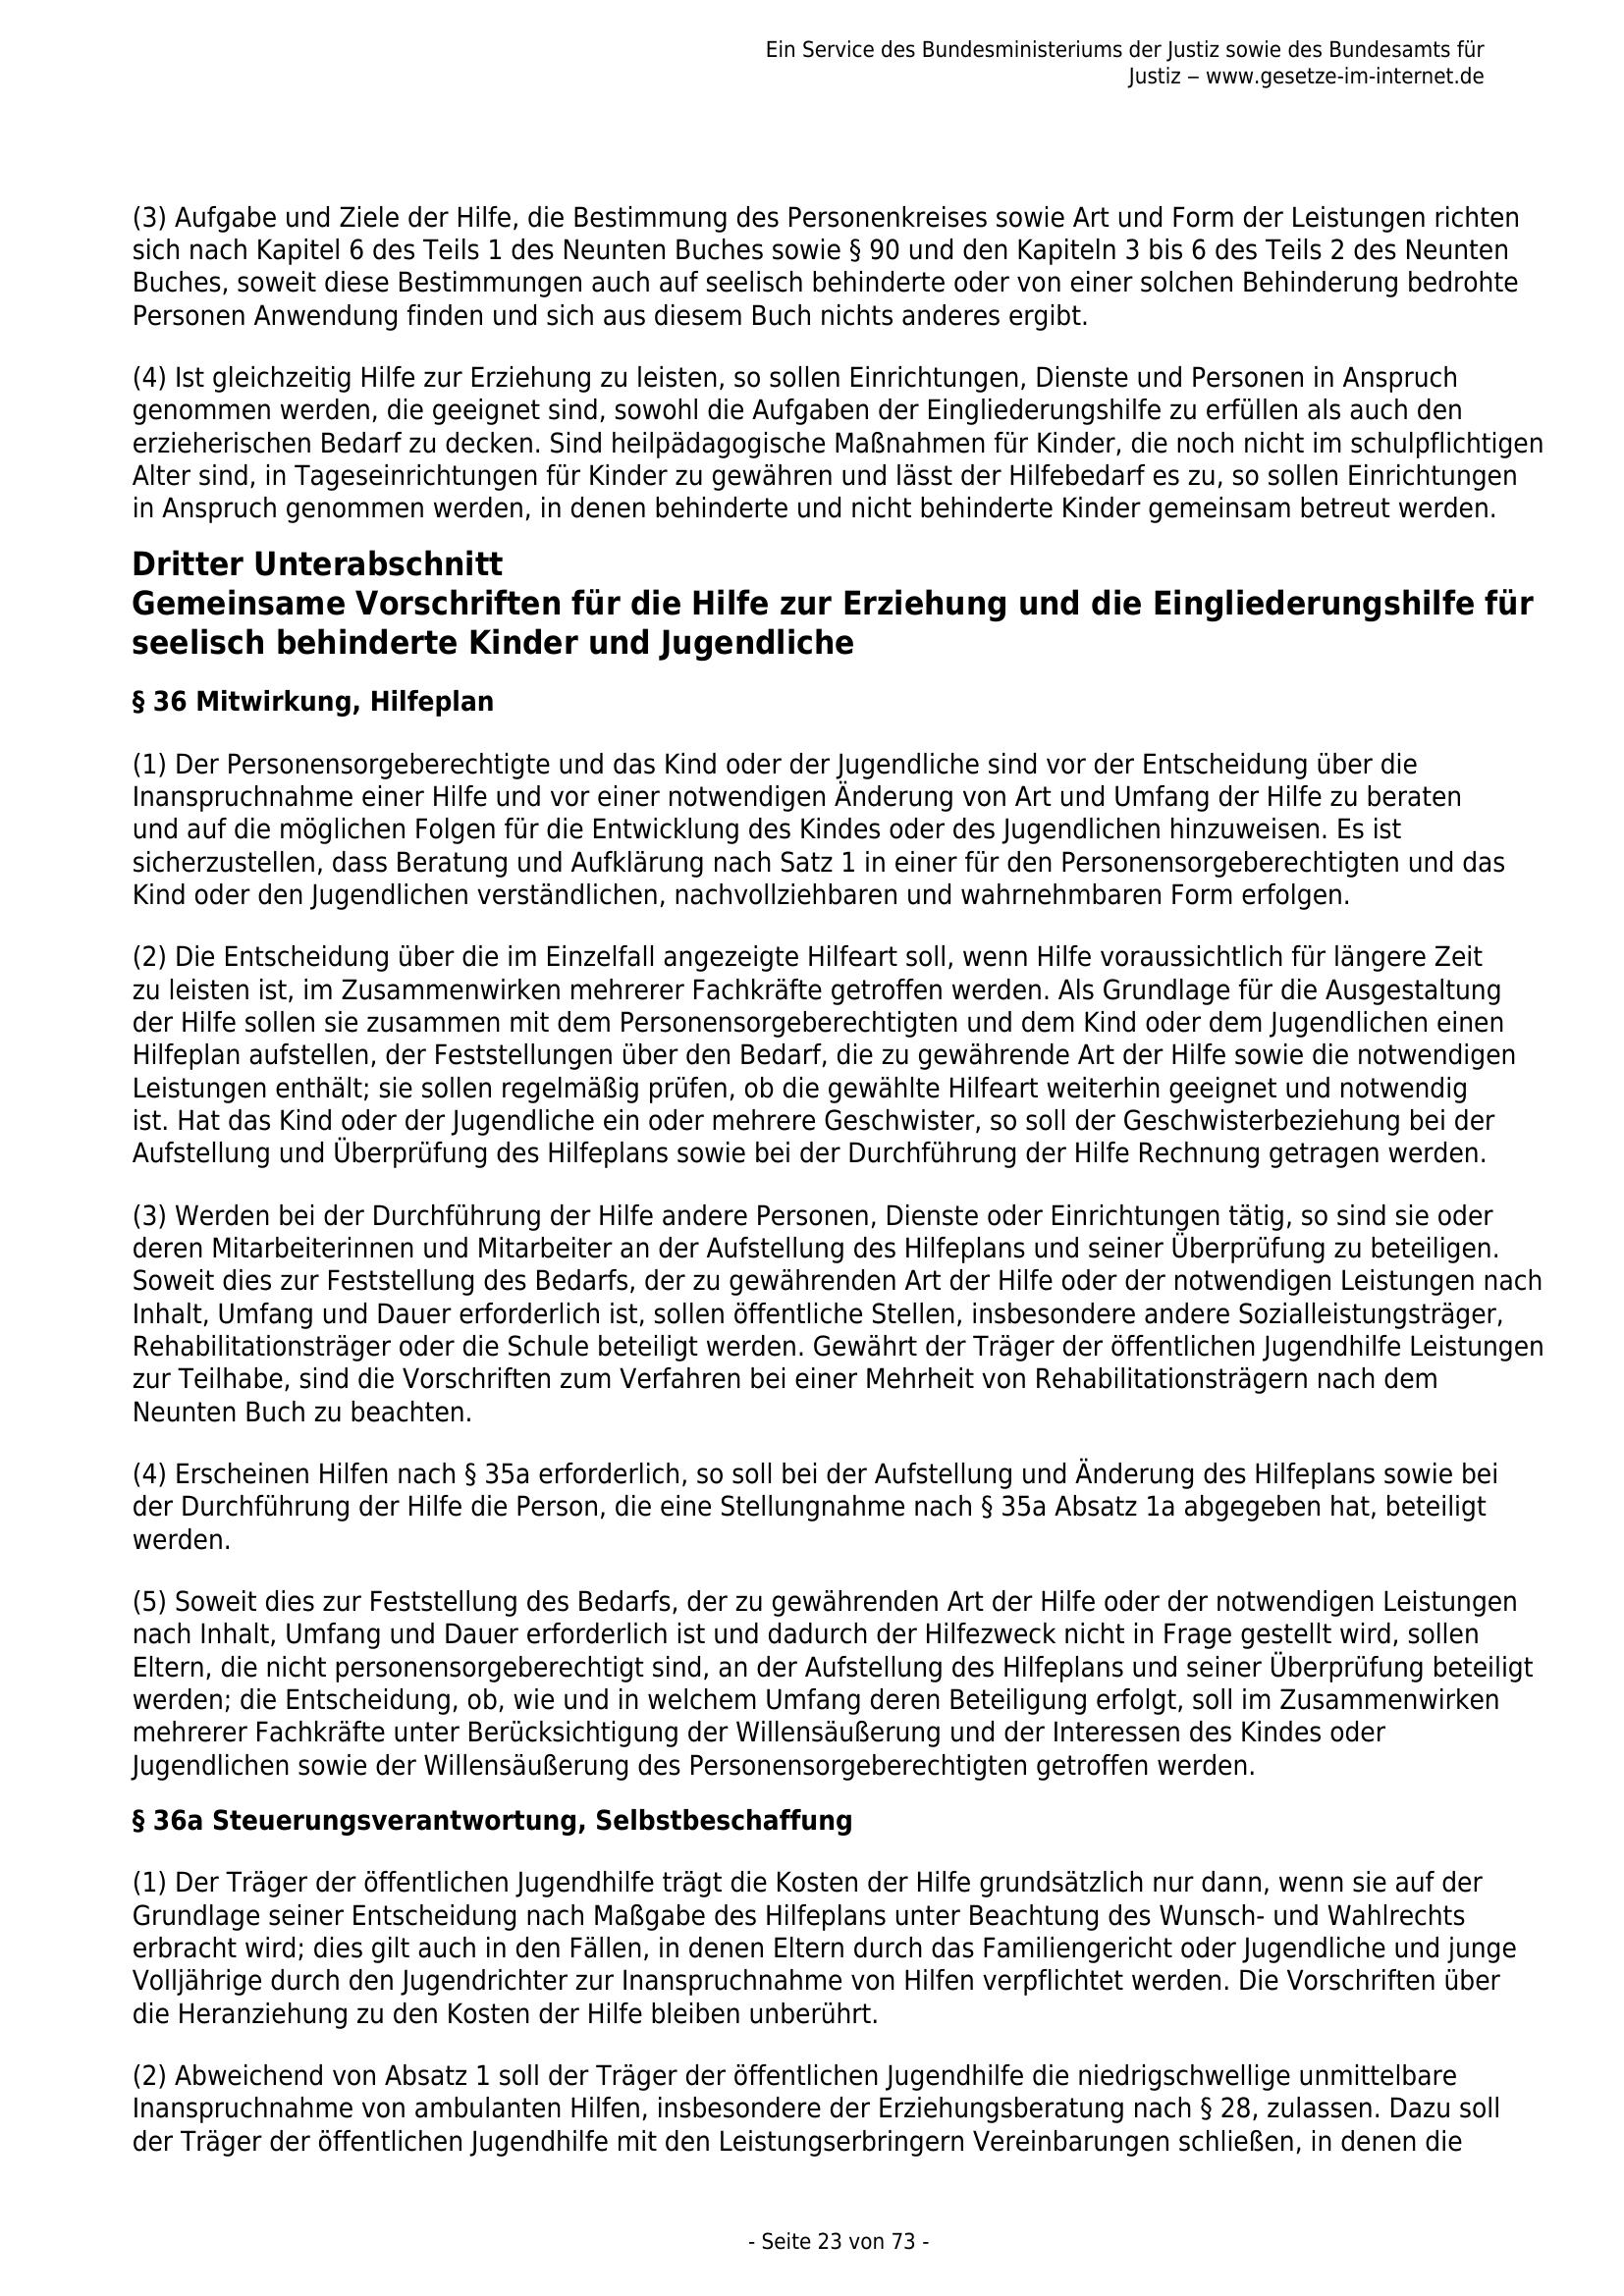 Ein Service des Bundesministeriums der Justiz sowie des Bundesamts für
Justiz ‒ www.gesetze-im-internet.de
(3) Aufgabe und Ziele der Hilfe, die Bestimmung des Personenkreises sowie Art und Form der Leistungen richten
sich nach Kapitel 6 des Teils 1 des Neunten Buches sowie § 90 und den Kapiteln 3 bis 6 des Teils 2 des Neunten
Buches, soweit diese Bestimmungen auch auf seelisch behinderte oder von einer solchen Behinderung bedrohte
Personen Anwendung finden und sich aus diesem Buch nichts anderes ergibt.
(4) Ist gleichzeitig Hilfe zur Erziehung zu leisten, so sollen Einrichtungen, Dienste und Personen in Anspruch
genommen werden, die geeignet sind, sowohl die Aufgaben der Eingliederungshilfe zu erfüllen als auch den
erzieherischen Bedarf zu decken. Sind heilpädagogische Maßnahmen für Kinder, die noch nicht im schulpflichtigen
Alter sind, in Tageseinrichtungen für Kinder zu gewähren und lässt der Hilfebedarf es zu, so sollen Einrichtungen
in Anspruch genommen werden, in denen behinderte und nicht behinderte Kinder gemeinsam betreut werden.
Dritter Unterabschnitt
Gemeinsame Vorschriften für die Hilfe zur Erziehung und die Eingliederungshilfe für
seelisch behinderte Kinder und Jugendliche
§ 36 Mitwirkung, Hilfeplan
(1) Der Personensorgeberechtigte und das Kind oder der Jugendliche sind vor der Entscheidung über die
Inanspruchnahme einer Hilfe und vor einer notwendigen Änderung von Art und Umfang der Hilfe zu beraten
und auf die möglichen Folgen für die Entwicklung des Kindes oder des Jugendlichen hinzuweisen. Es ist
sicherzustellen, dass Beratung und Aufklärung nach Satz 1 in einer für den Personensorgeberechtigten und das
Kind oder den Jugendlichen verständlichen, nachvollziehbaren und wahrnehmbaren Form erfolgen.
(2) Die Entscheidung über die im Einzelfall angezeigte Hilfeart soll, wenn Hilfe voraussichtlich für längere Zeit
zu leisten ist, im Zusammenwirken mehrerer Fachkräfte getroffen werden. Als Grundlage für die Ausgestaltung
der Hilfe sollen sie zusammen mit dem Personensorgeberechtigten und dem Kind oder dem Jugendlichen einen
Hilfeplan aufstellen, der Feststellungen über den Bedarf, die zu gewährende Art der Hilfe sowie die notwendigen
Leistungen enthält; sie sollen regelmäßig prüfen, ob die gewählte Hilfeart weiterhin geeignet und notwendig
ist. Hat das Kind oder der Jugendliche ein oder mehrere Geschwister, so soll der Geschwisterbeziehung bei der
Aufstellung und Überprüfung des Hilfeplans sowie bei der Durchführung der Hilfe Rechnung getragen werden.
(3) Werden bei der Durchführung der Hilfe andere Personen, Dienste oder Einrichtungen tätig, so sind sie oder
deren Mitarbeiterinnen und Mitarbeiter an der Aufstellung des Hilfeplans und seiner Überprüfung zu beteiligen.
Soweit dies zur Feststellung des Bedarfs, der zu gewährenden Art der Hilfe oder der notwendigen Leistungen nach
Inhalt, Umfang und Dauer erforderlich ist, sollen öffentliche Stellen, insbesondere andere Sozialleistungsträger,
Rehabilitationsträger oder die Schule beteiligt werden. Gewährt der Träger der öffentlichen Jugendhilfe Leistungen
zur Teilhabe, sind die Vorschriften zum Verfahren bei einer Mehrheit von Rehabilitationsträgern nach dem
Neunten Buch zu beachten.
(4) Erscheinen Hilfen nach § 35a erforderlich, so soll bei der Aufstellung und Änderung des Hilfeplans sowie bei
der Durchführung der Hilfe die Person, die eine Stellungnahme nach § 35a Absatz 1a abgegeben hat, beteiligt
werden.
(5) Soweit dies zur Feststellung des Bedarfs, der zu gewährenden Art der Hilfe oder der notwendigen Leistungen
nach Inhalt, Umfang und Dauer erforderlich ist und dadurch der Hilfezweck nicht in Frage gestellt wird, sollen
Eltern, die nicht personensorgeberechtigt sind, an der Aufstellung des Hilfeplans und seiner Überprüfung beteiligt
werden; die Entscheidung, ob, wie und in welchem Umfang deren Beteiligung erfolgt, soll im Zusammenwirken
mehrerer Fachkräfte unter Berücksichtigung der Willensäußerung und der Interessen des Kindes oder
Jugendlichen sowie der Willensäußerung des Personensorgeberechtigten getroffen werden.
§ 36a Steuerungsverantwortung, Selbstbeschaffung
(1) Der Träger der öffentlichen Jugendhilfe trägt die Kosten der Hilfe grundsätzlich nur dann, wenn sie auf der
Grundlage seiner Entscheidung nach Maßgabe des Hilfeplans unter Beachtung des Wunsch- und Wahlrechts
erbracht wird; dies gilt auch in den Fällen, in denen Eltern durch das Familiengericht oder Jugendliche und junge
Volljährige durch den Jugendrichter zur Inanspruchnahme von Hilfen verpflichtet werden. Die Vorschriften über
die Heranziehung zu den Kosten der Hilfe bleiben unberührt.
(2) Abweichend von Absatz 1 soll der Träger der öffentlichen Jugendhilfe die niedrigschwellige unmittelbare
Inanspruchnahme von ambulanten Hilfen, insbesondere der Erziehungsberatung nach § 28, zulassen. Dazu soll
der Träger der öffentlichen Jugendhilfe mit den Leistungserbringern Vereinbarungen schließen, in denen die
- Seite 23 von 73 -